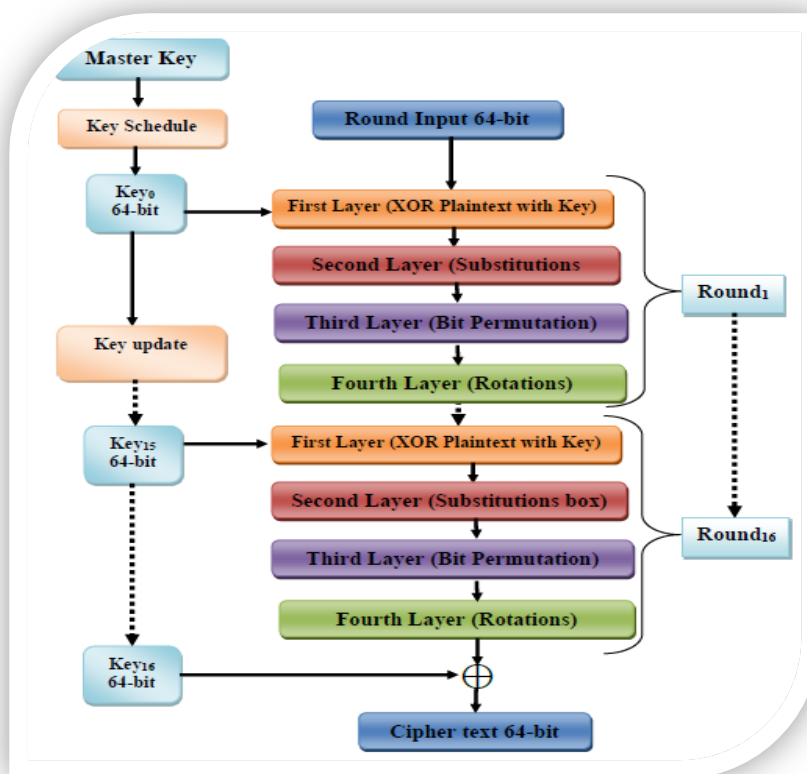 Master Key
Key Schedule
Round Input 64-bit
Key₀
64-bit
First Layer (XOR Plaintext with Key)
Second Layer (Substitutions
Round₁
Third Layer (Bit Permutation)
Key update
Fourth Layer (Rotations)
Key₁₅
64-bit
First Layer (XOR Plaintext with Key)
Second Layer (Substitutions box)
Round₁₆
Third Layer (Bit Permutation)
Fourth Layer (Rotations)
Key₁₆
64-bit
Cipher text 64-bit